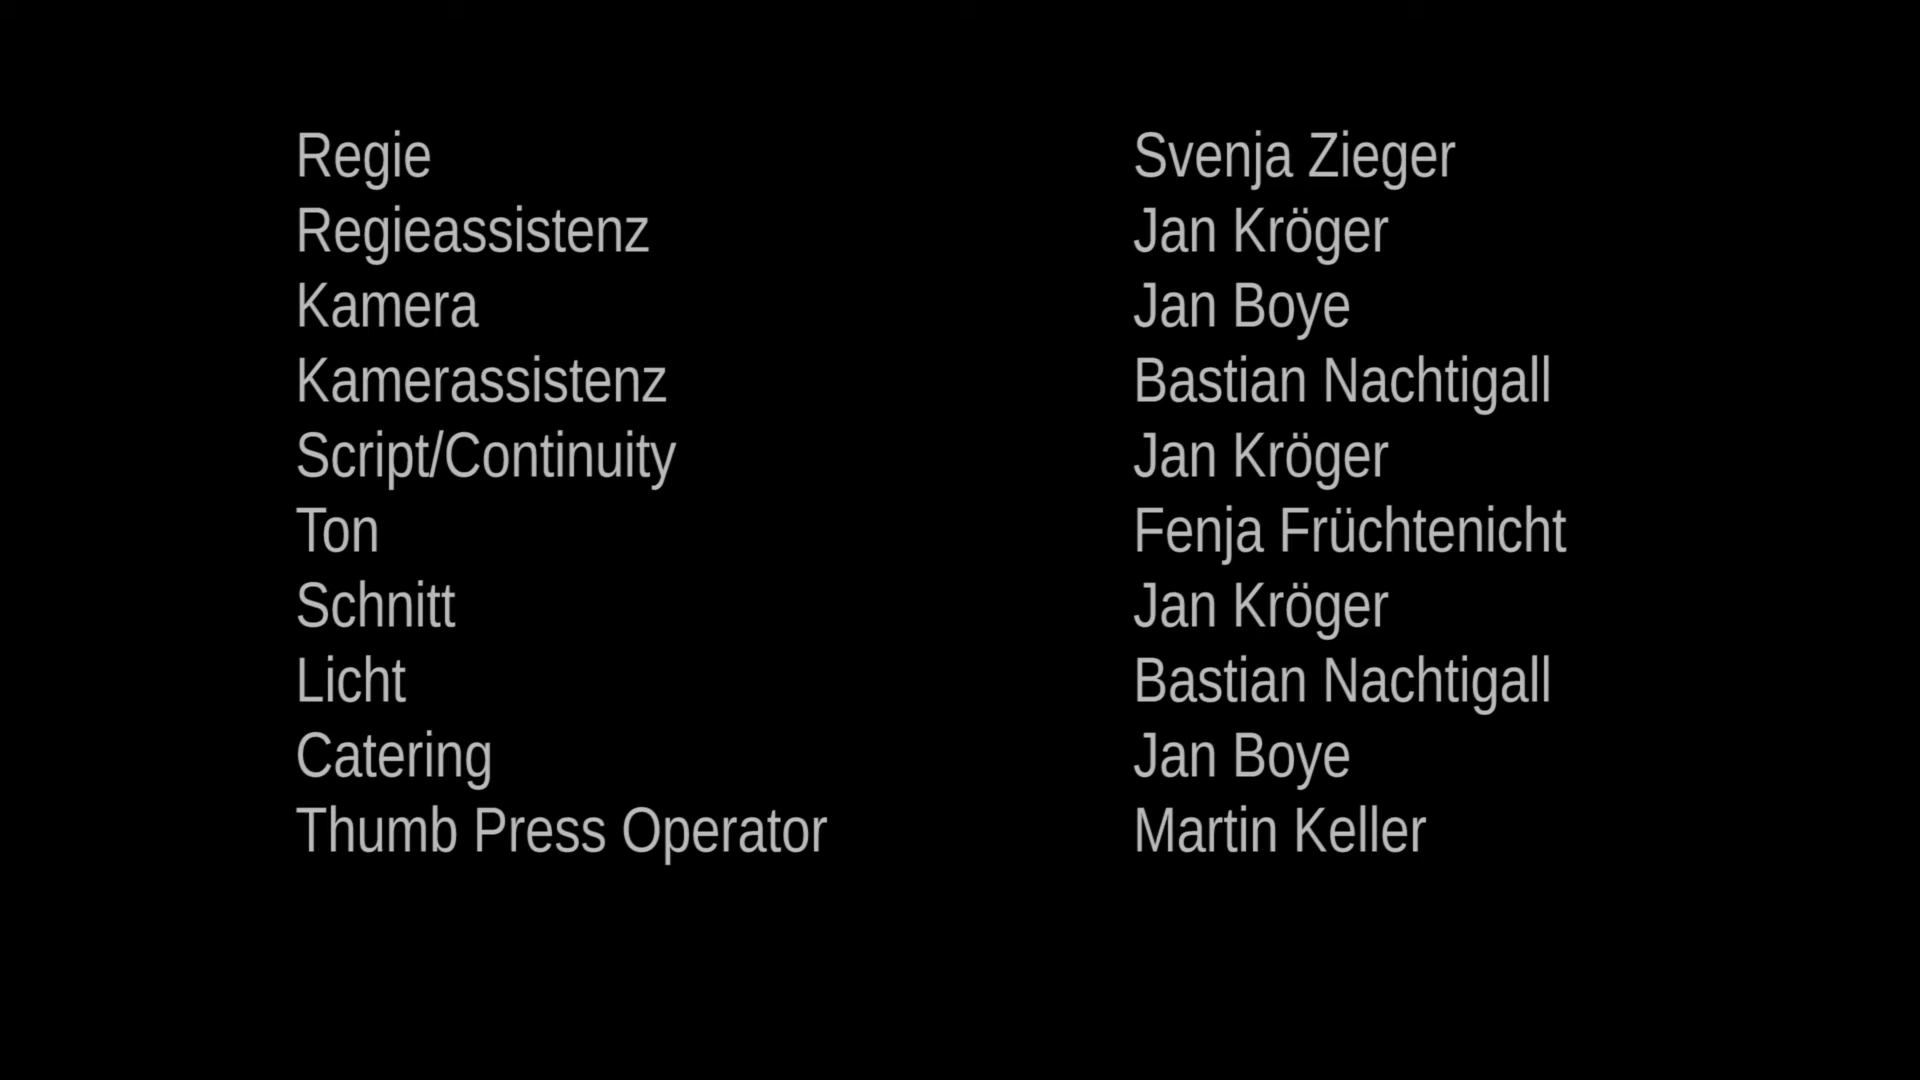 Regie Svenja Zieger
Regieassistenz Jan Kröger
Kamera Jan Boye
Kamerassistenz Bastian Nachtigall
Script/Continuity Jan Kröger
Ton Fenja Früchtenicht
Schnitt Jan Kröger
Licht Bastian Nachtigall
Catering Jan Boye
Thumb Press Operator Martin Keller